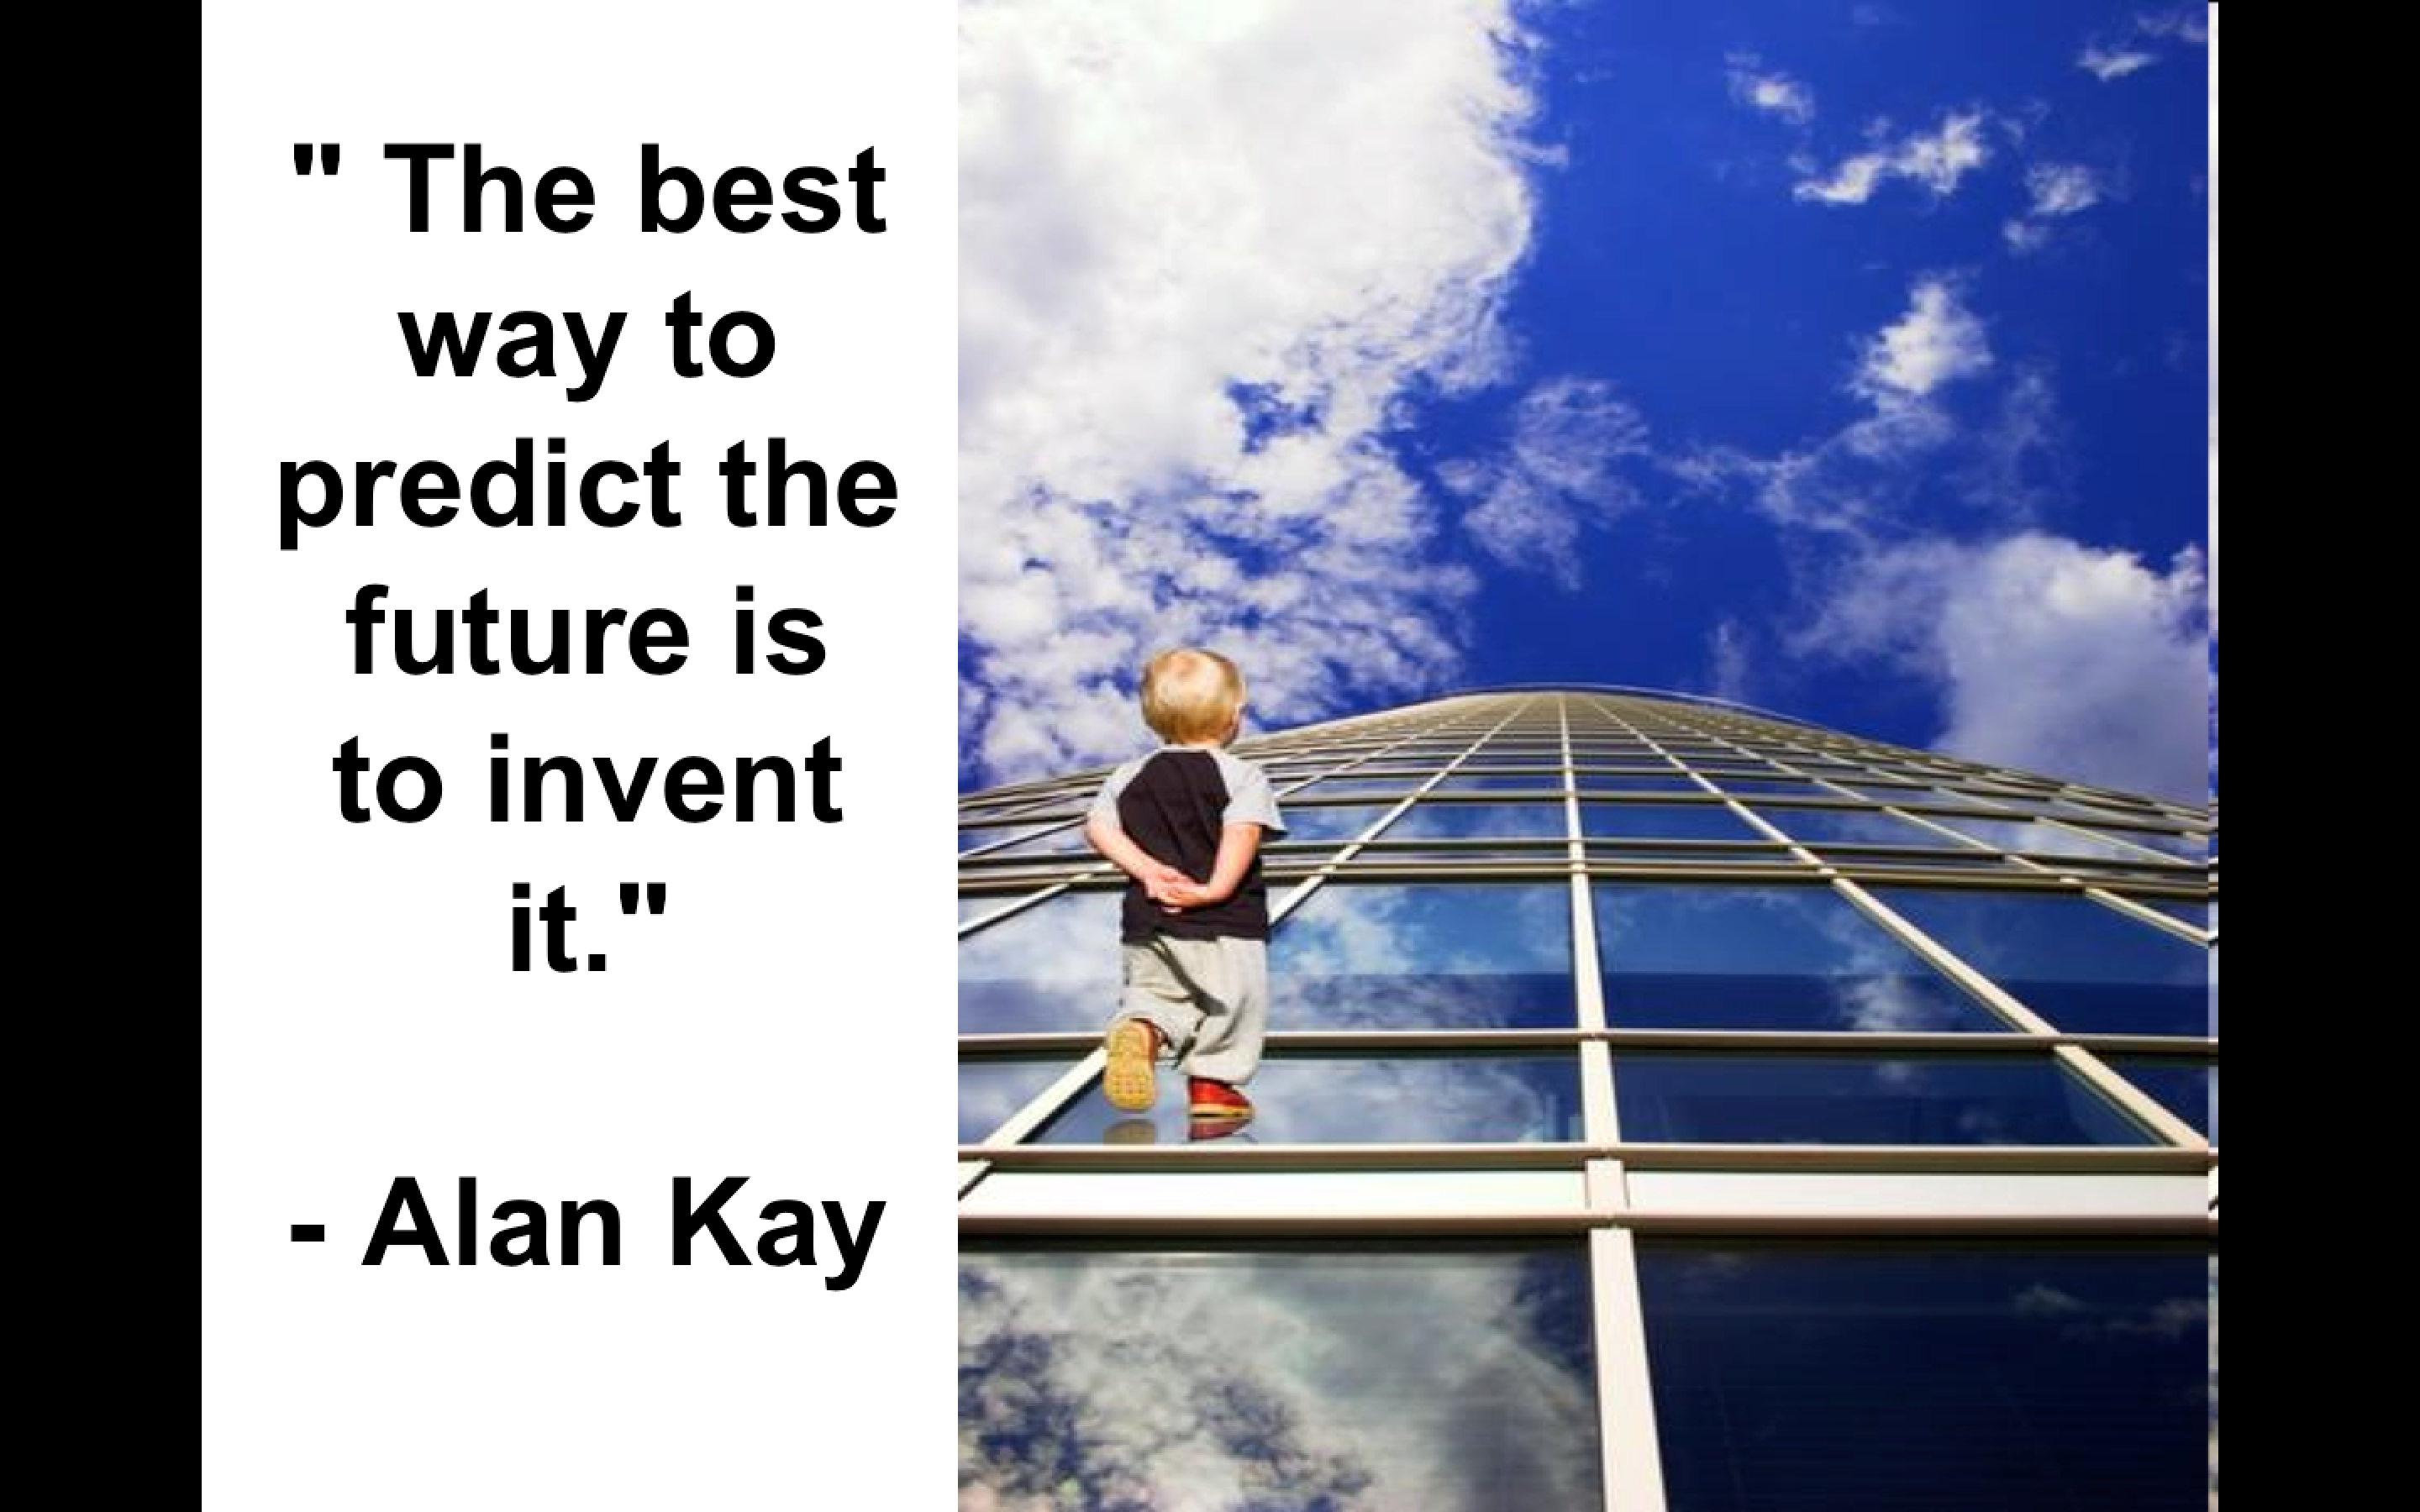 " The best
way to
predict the
future is
to invent
it."
- Alan Kay